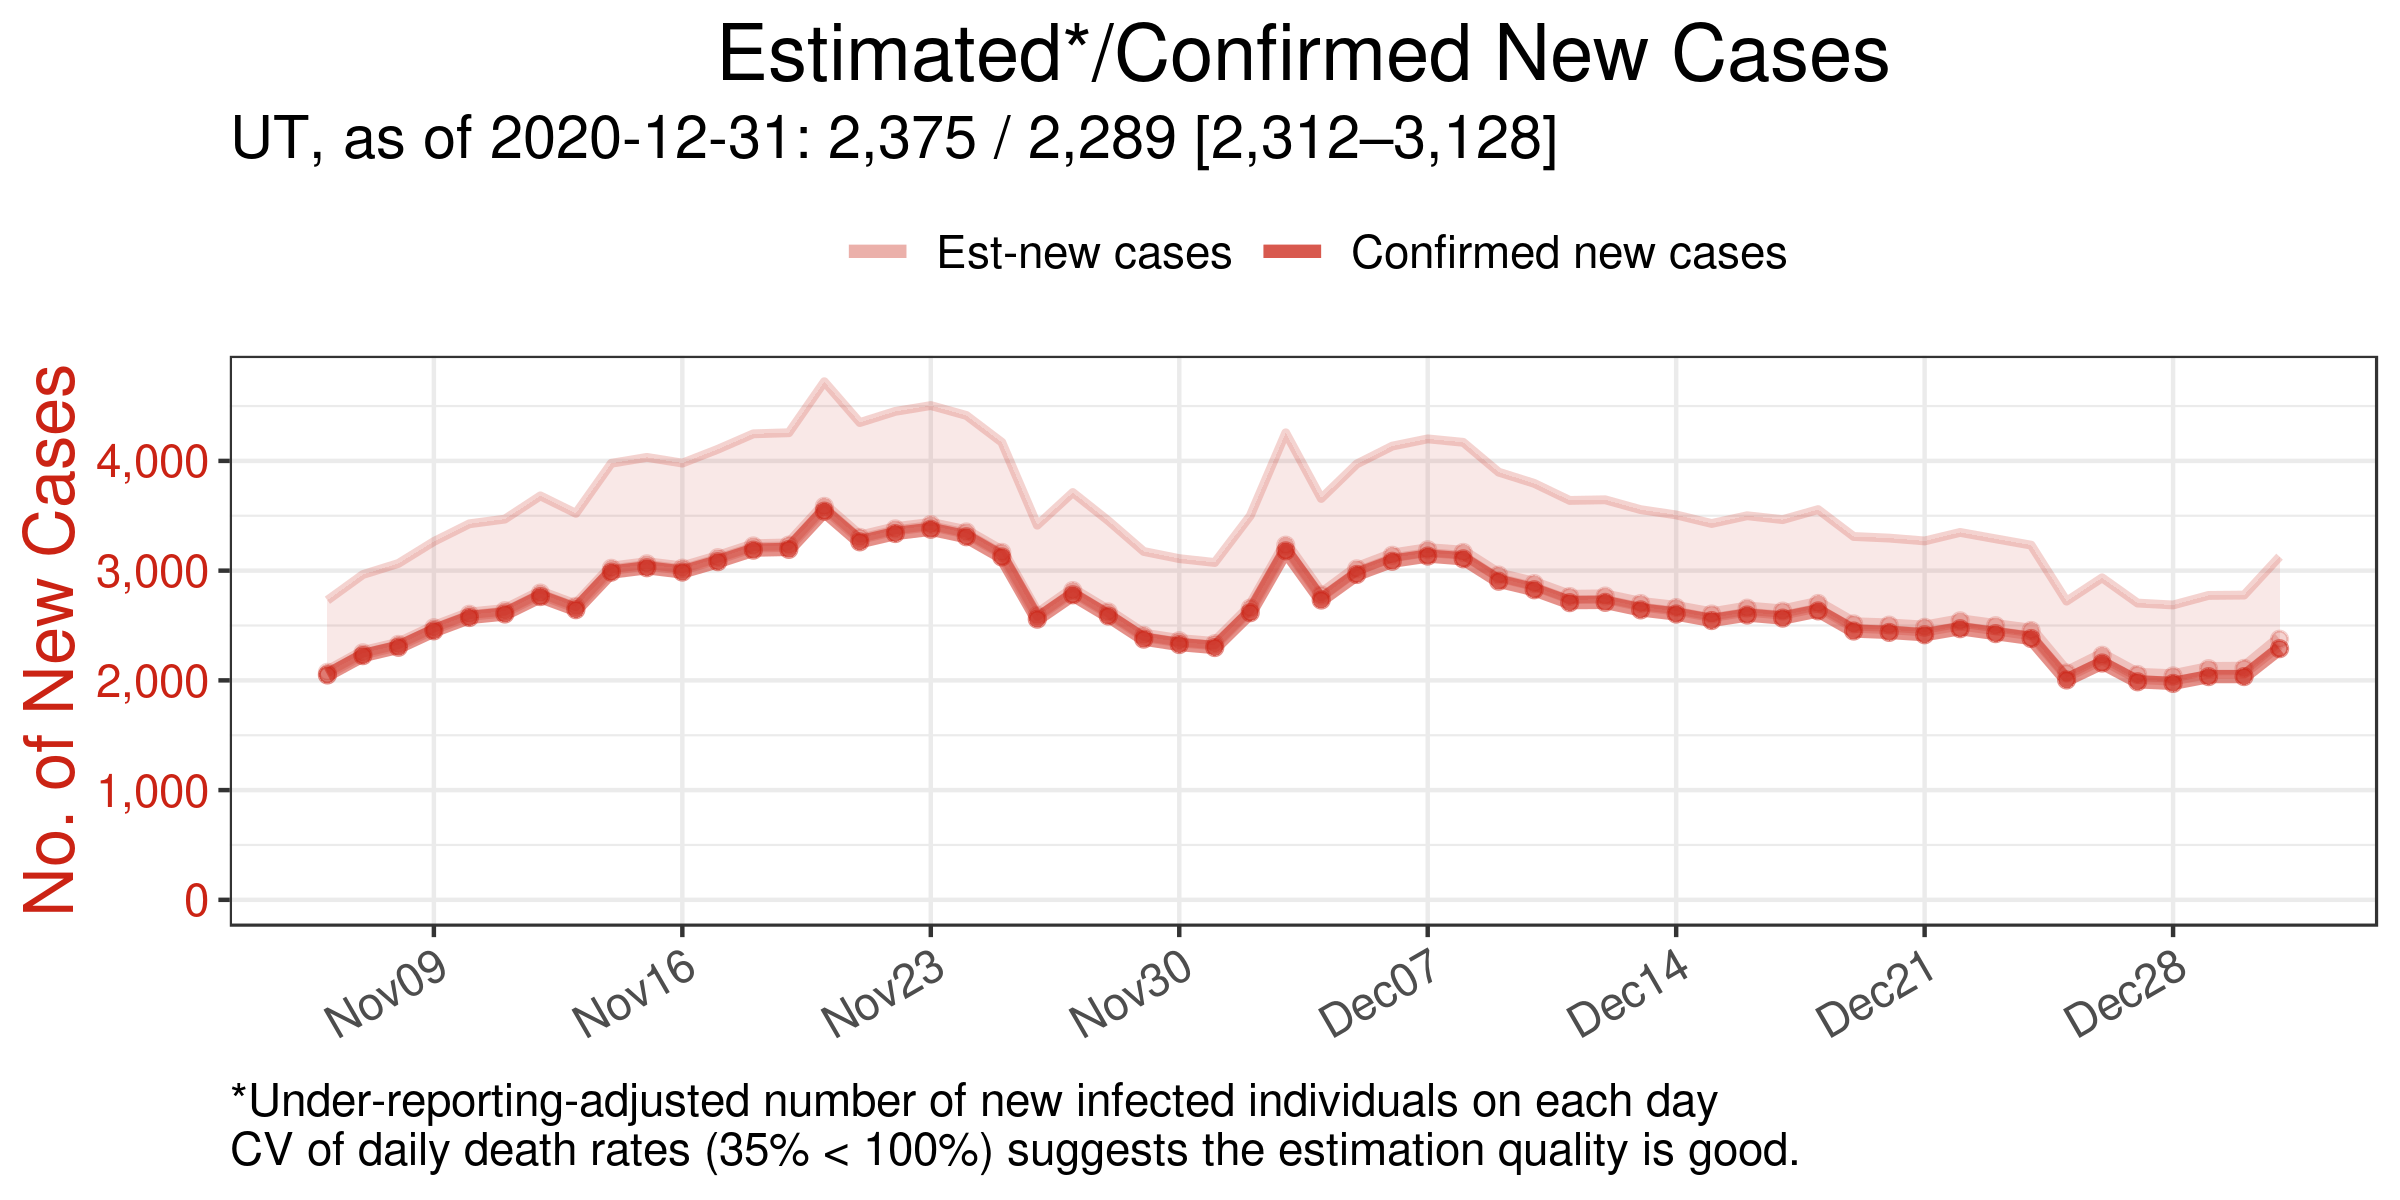 Estimated*/Confirmed New Cases
UT, as of 2020-12-31: 2,375 / 2,289 [2,312–3,128]
Est-new cases Confirmed new cases
No. of New Cases
4,000
3,000
2,000
1,000
0
Nov09 Nov16 Nov23 Nov30 Dec07 Dec14 Dec21 Dec28
*Under-reporting-adjusted number of new infected individuals on each day
CV of daily death rates (35% < 100%) suggests the estimation quality is good.